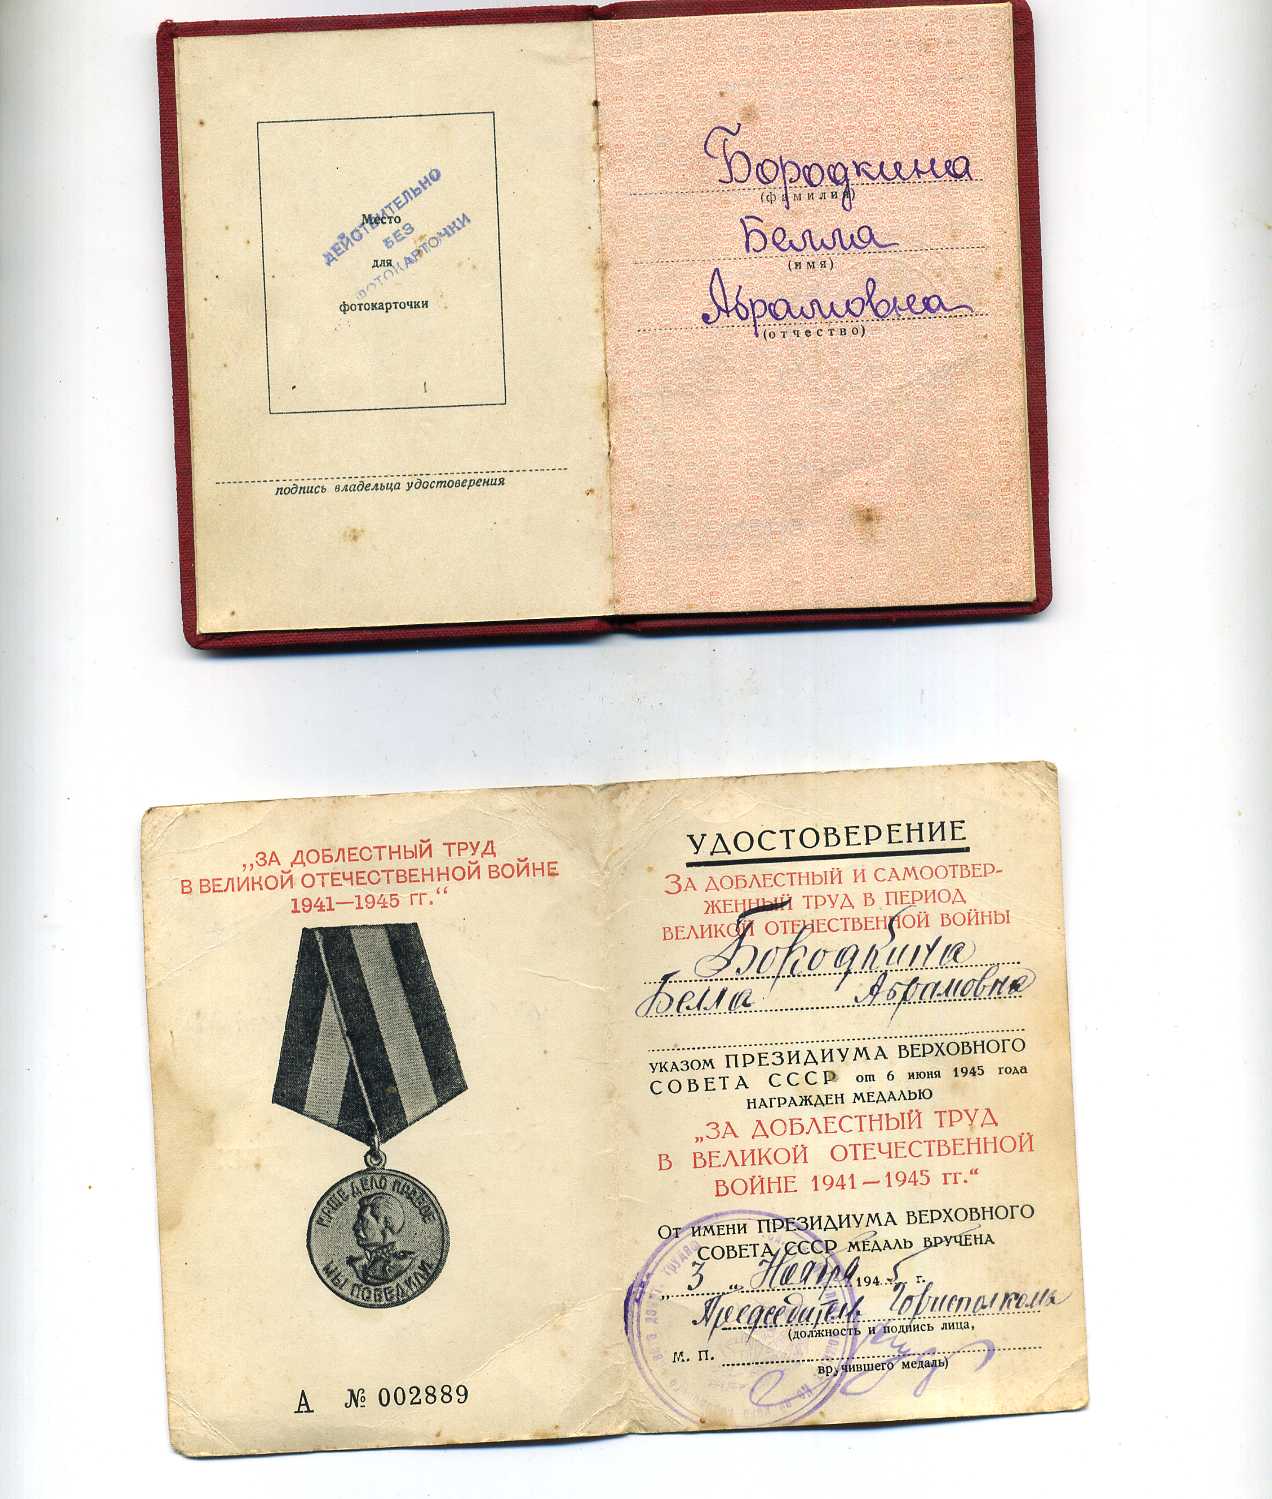 Место
для
фотокарточки
ДЕЙСТВИТЕЛЬНО
БЕЗ
ФОТОКАРТОЧКИ
подпись владельца удостоверения
Бородкина
(фамилия)
Белла
(имя)
Абрамовна
(отчество)
„ЗА ДОБЛЕСТНЫЙ ТРУД
В ВЕЛИКОЙ ОТЕЧЕСТВЕННОЙ ВОЙНЕ
1941—1945 гг.“
НАШЕ ДЕЛО ПРАВОЕ
МЫ ПОБЕДИЛИ
А № 002889
УДОСТОВЕРЕНИЕ
ЗА ДОБЛЕСТНЫЙ И САМООТВЕР-
ЖЕННЫЙ ТРУД В ПЕРИОД
ВЕЛИКОЙ ОТЕЧЕСТВЕННОЙ ВОЙНЫ
Бородкина
Белла Абрамовна
УКАЗОМ ПРЕЗИДИУМА ВЕРХОВНОГО
СОВЕТА СССР от 6 июня 1945 года
НАГРАЖДЕН МЕДАЛЬЮ
„ЗА ДОБЛЕСТНЫЙ ТРУД
В ВЕЛИКОЙ ОТЕЧЕСТВЕННОЙ
ВОЙНЕ 1941—1945 гг.“
От имени ПРЕЗИДИУМА ВЕРХОВНОГО
СОВЕТА СССР МЕДАЛЬ ВРУЧЕНА
„3„ Ноября 1945 г.
Председатель Горисполкома
(должность и подпись лица,
М. П.
вручившего медаль)